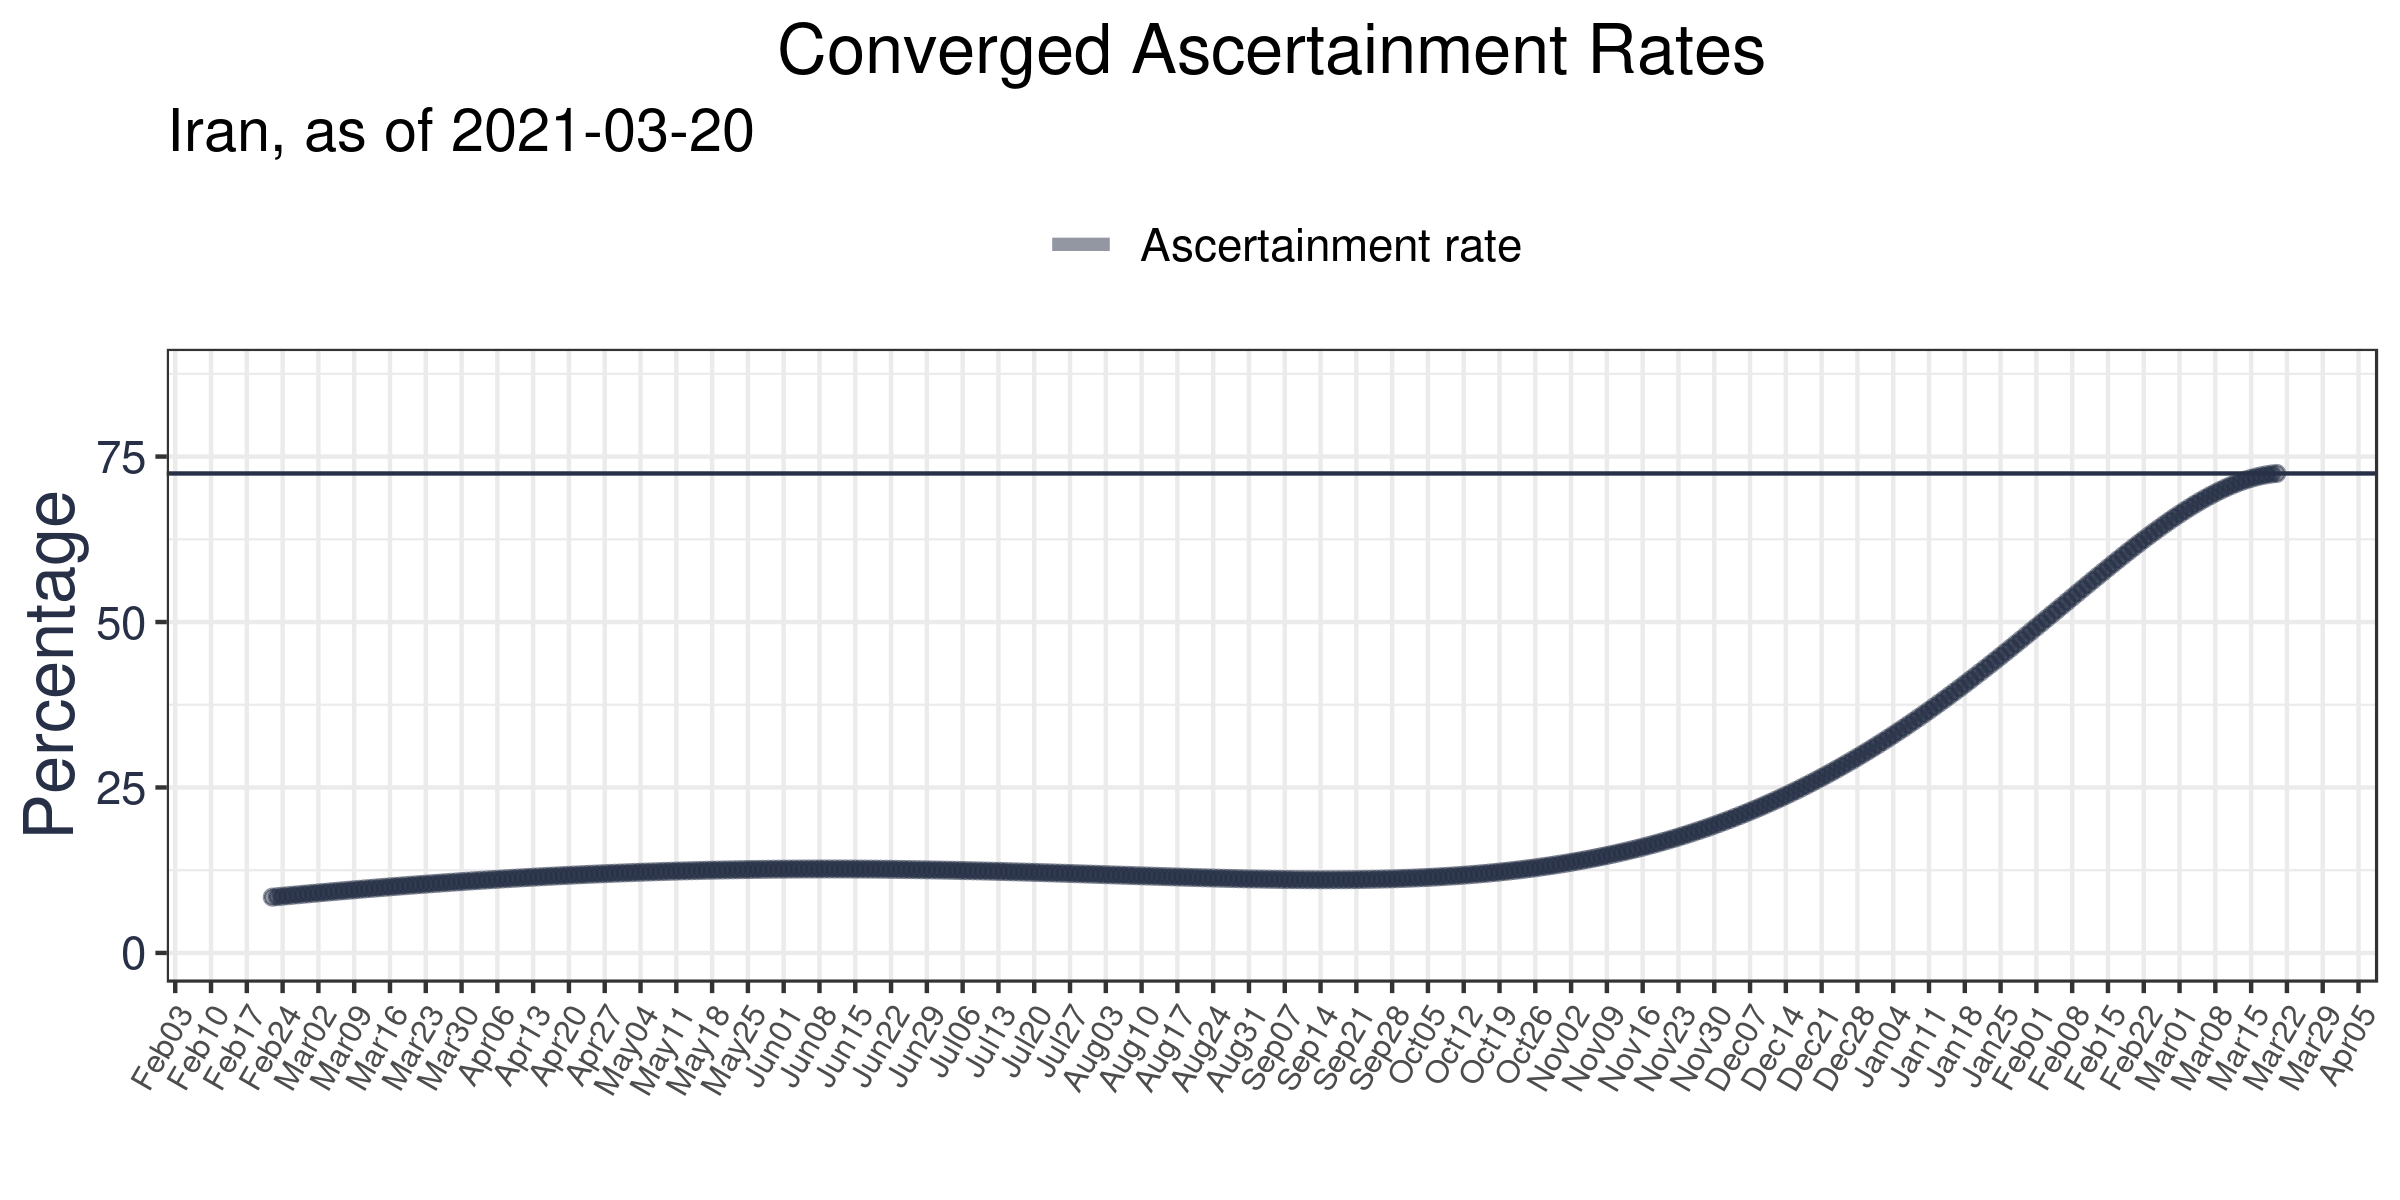 Converged Ascertainment Rates
Iran, as of 2021-03-20
Ascertainment rate
Percentage
75
50
25
0
Feb03 Feb10 Feb17 Feb24 Mar02 Mar09 Mar16 Mar23 Mar30 Apr06 Apr13 Apr20 Apr27 May04 May11 May18 May25 Jun01 Jun08 Jun15 Jun22 Jun29 Jul06 Jul13 Jul20 Jul27 Aug03 Aug10 Aug17 Aug24 Aug31 Sep07 Sep14 Sep21 Sep28 Oct05 Oct12 Oct19 Oct26 Nov02 Nov09 Nov16 Nov23 Nov30 Dec07 Dec14 Dec21 Dec28 Jan04 Jan11 Jan18 Jan25 Feb01 Feb08 Feb15 Feb22 Mar01 Mar08 Mar15 Mar22 Mar29 Apr05